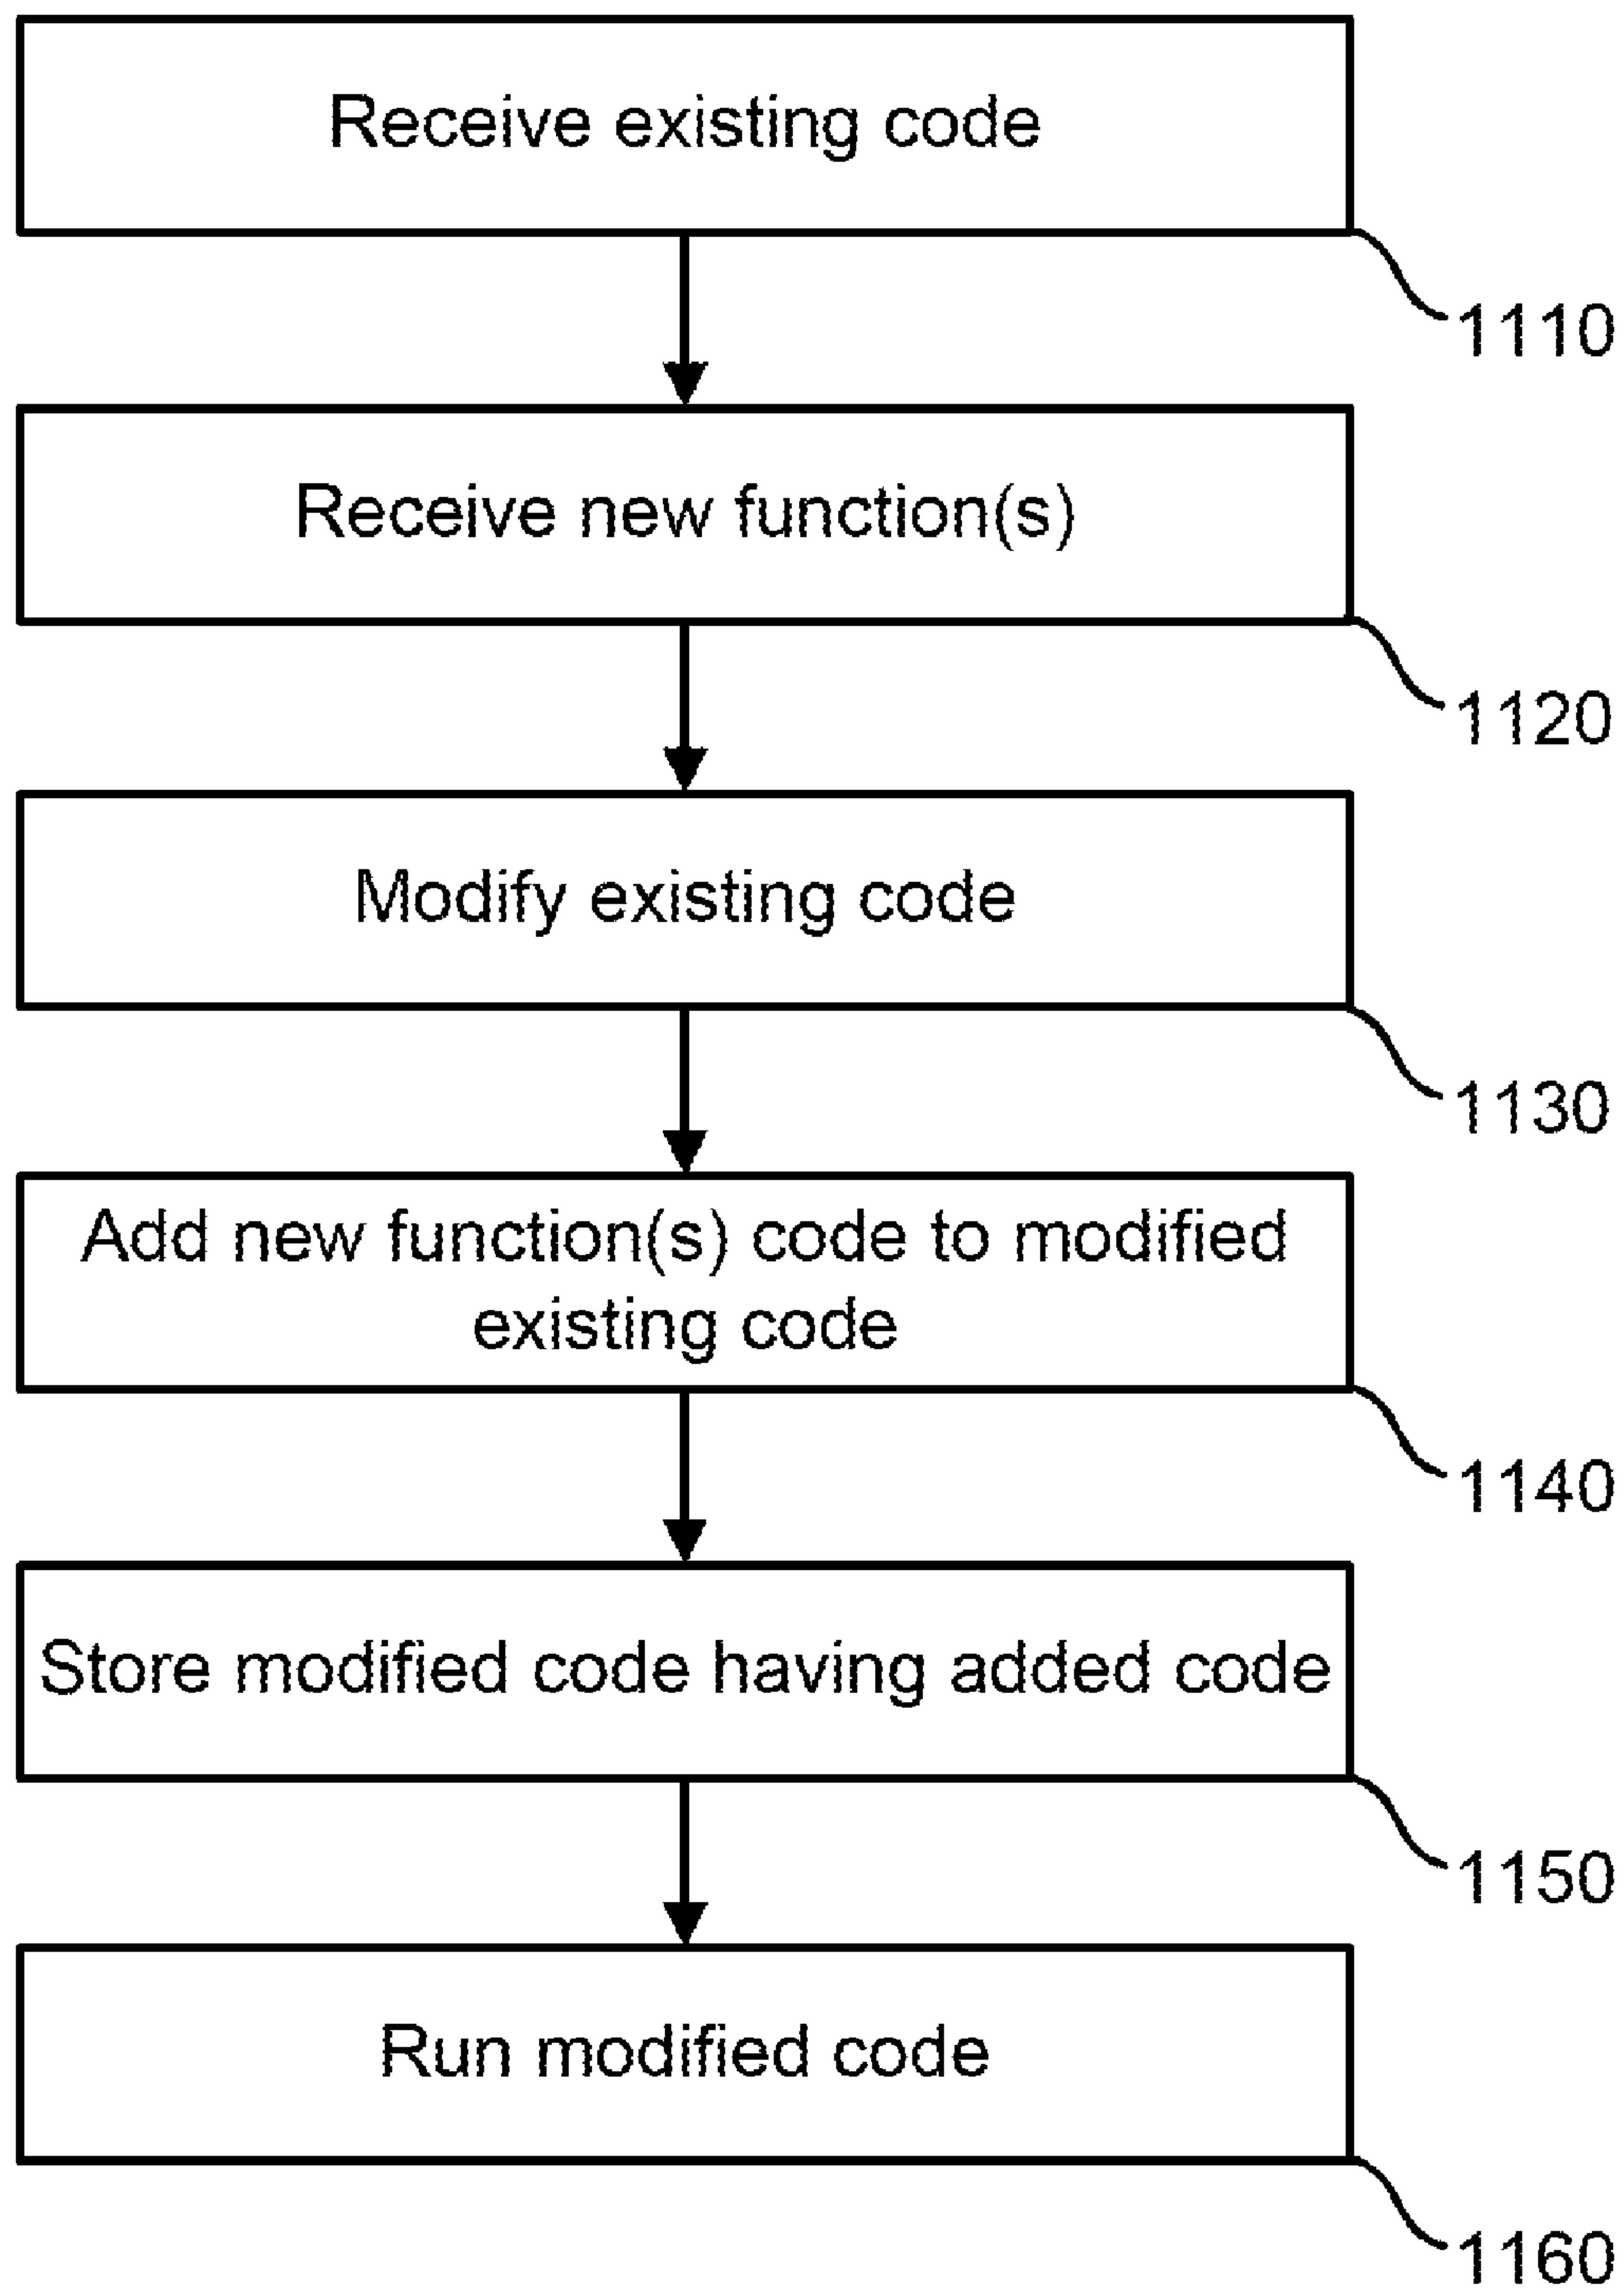 Receive existing code
1110
Receive new function(s)
1120
Modify existing code
1130
Add new function(s) code to modified
existing code
1140
Store modified code having added code
1150
Run modified code
1160